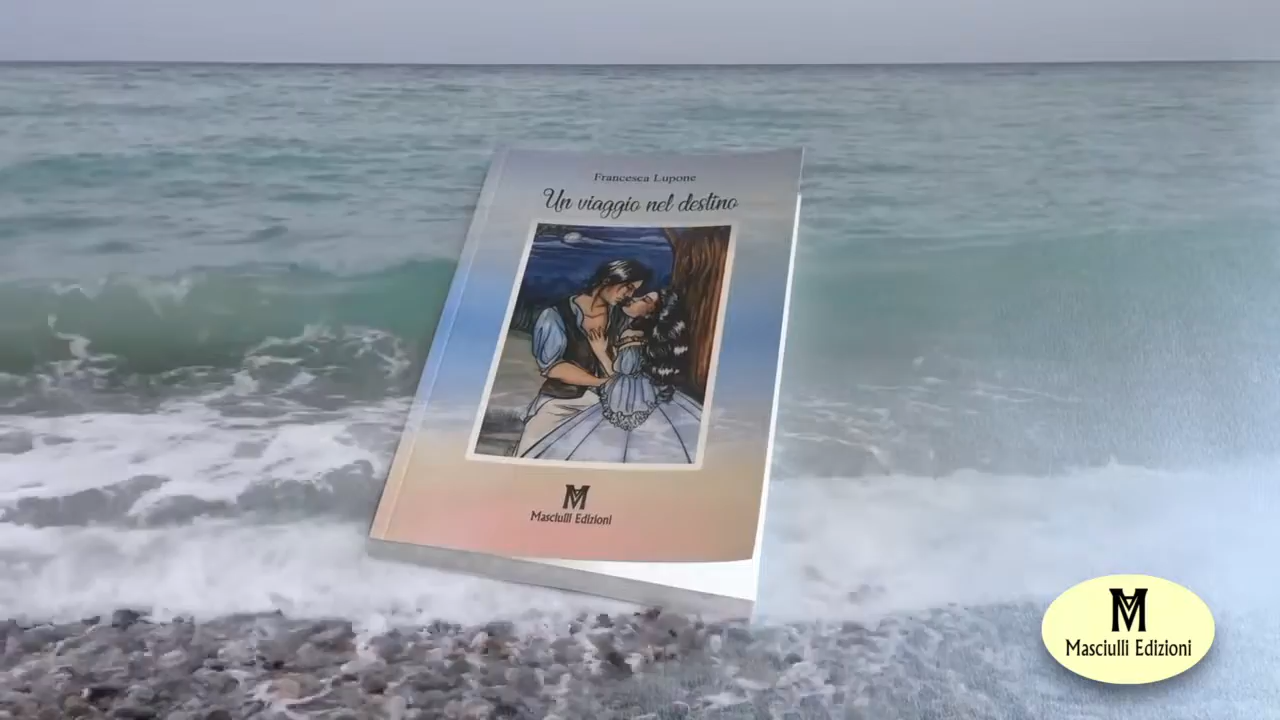 Francesca Lupone
Un viaggio nel destino
M
Masciulli Edizioni
M
Masciulli Edizioni